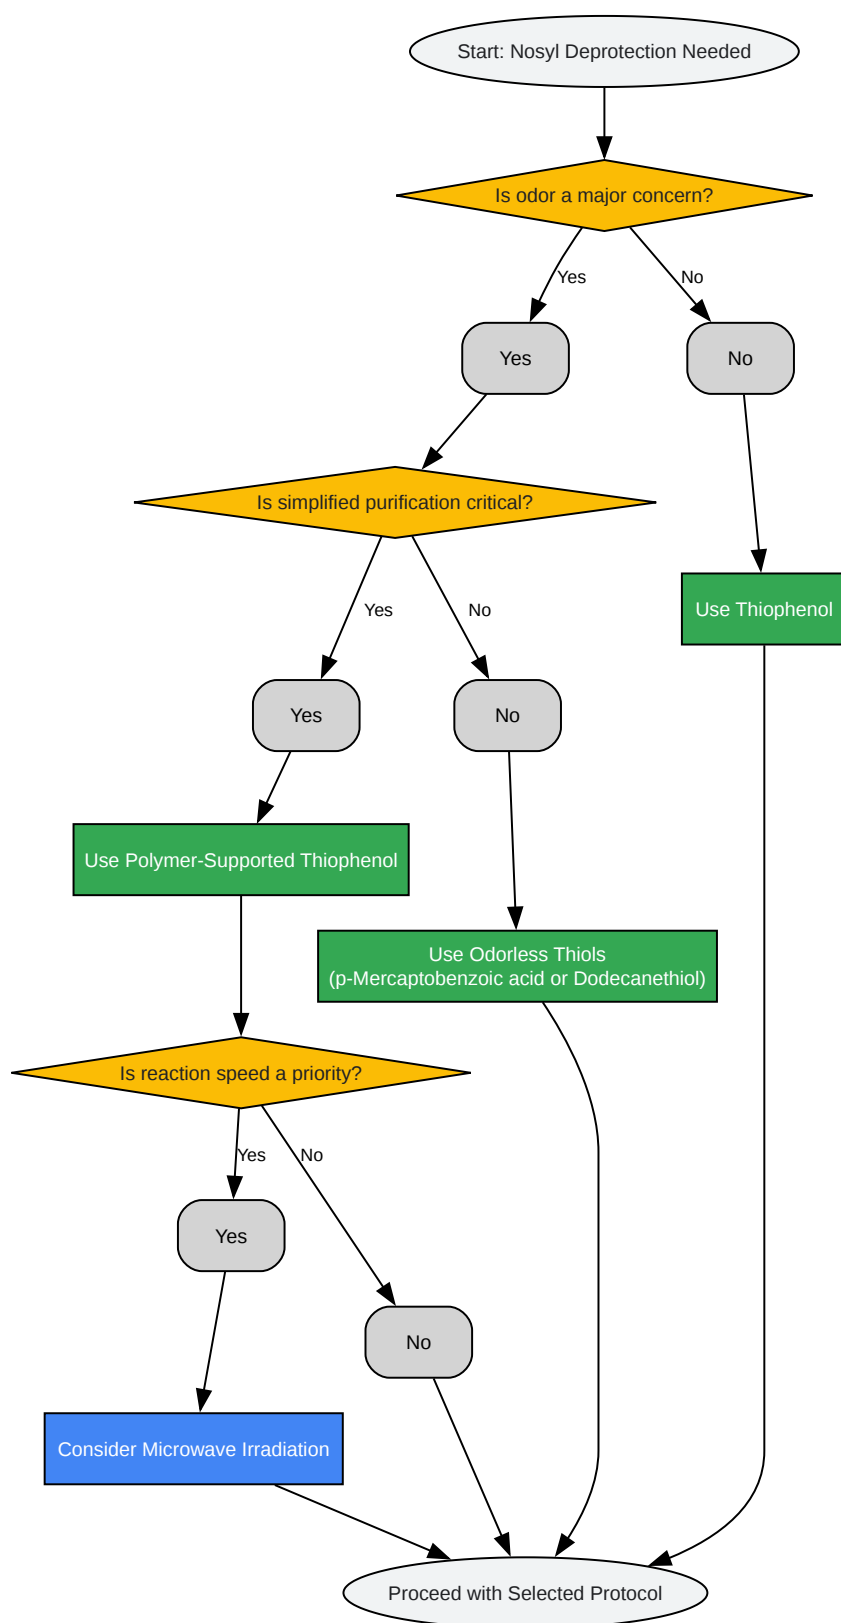 Start: Nosyl Deprotection Needed
Is odor a major concern?
Yes
No
Yes
No
Is simplified purification critical?
Use Thiophenol
Yes
No
Yes
No
Use Polymer-Supported Thiophenol
Use Odorless Thiols
(p-Mercaptobenzoic acid or Dodecanethiol)
Is reaction speed a priority?
Yes
No
Yes
No
Consider Microwave Irradiation
Proceed with Selected Protocol